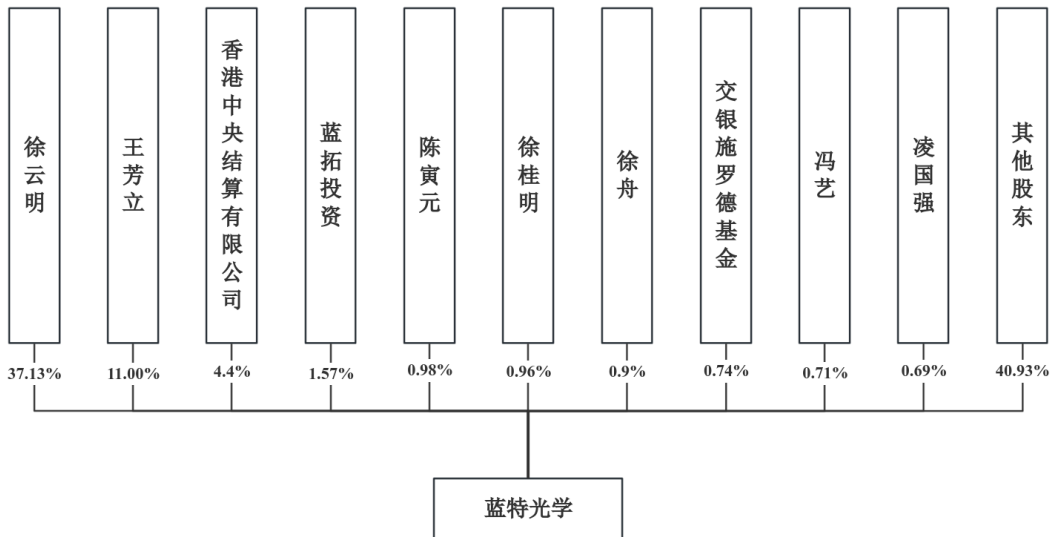 徐云明
王芳立
香港中央结算有限公司
蓝拓投资
陈寅元
徐桂明
徐舟
交银施罗德基金
冯艺
凌国强
其他股东
37.13%
11.00%
4.4%
1.57%
0.98%
0.96%
0.9%
0.74%
0.71%
0.69%
40.93%
蓝特光学